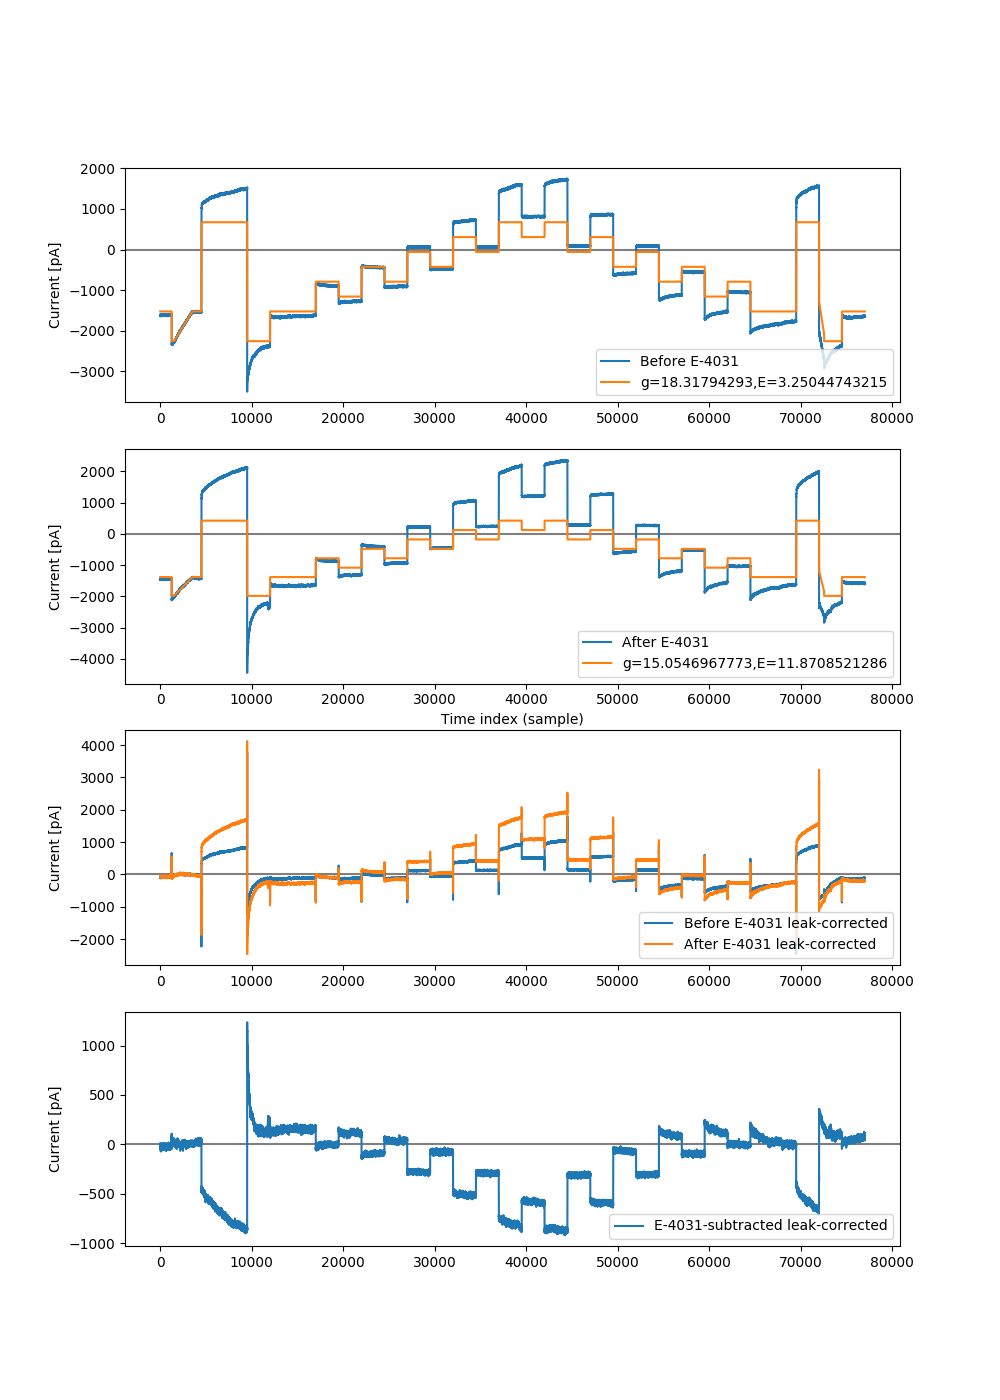 2000
1000
0
−1000
−2000
−3000
Current [pA]
Before E-4031
g=18.31794293,E=3.25044743215
0 10000 20000 30000 40000 50000 60000 70000 80000
2000
1000
0
−1000
−2000
−3000
−4000
Current [pA]
After E-4031
g=15.0546967773,E=11.8708521286
0 10000 20000 30000 40000 50000 60000 70000 80000
Time index (sample)
4000
3000
2000
1000
0
−1000
−2000
Current [pA]
Before E-4031 leak-corrected
After E-4031 leak-corrected
0 10000 20000 30000 40000 50000 60000 70000 80000
1000
500
0
−500
−1000
Current [pA]
E-4031-subtracted leak-corrected
0 10000 20000 30000 40000 50000 60000 70000 80000